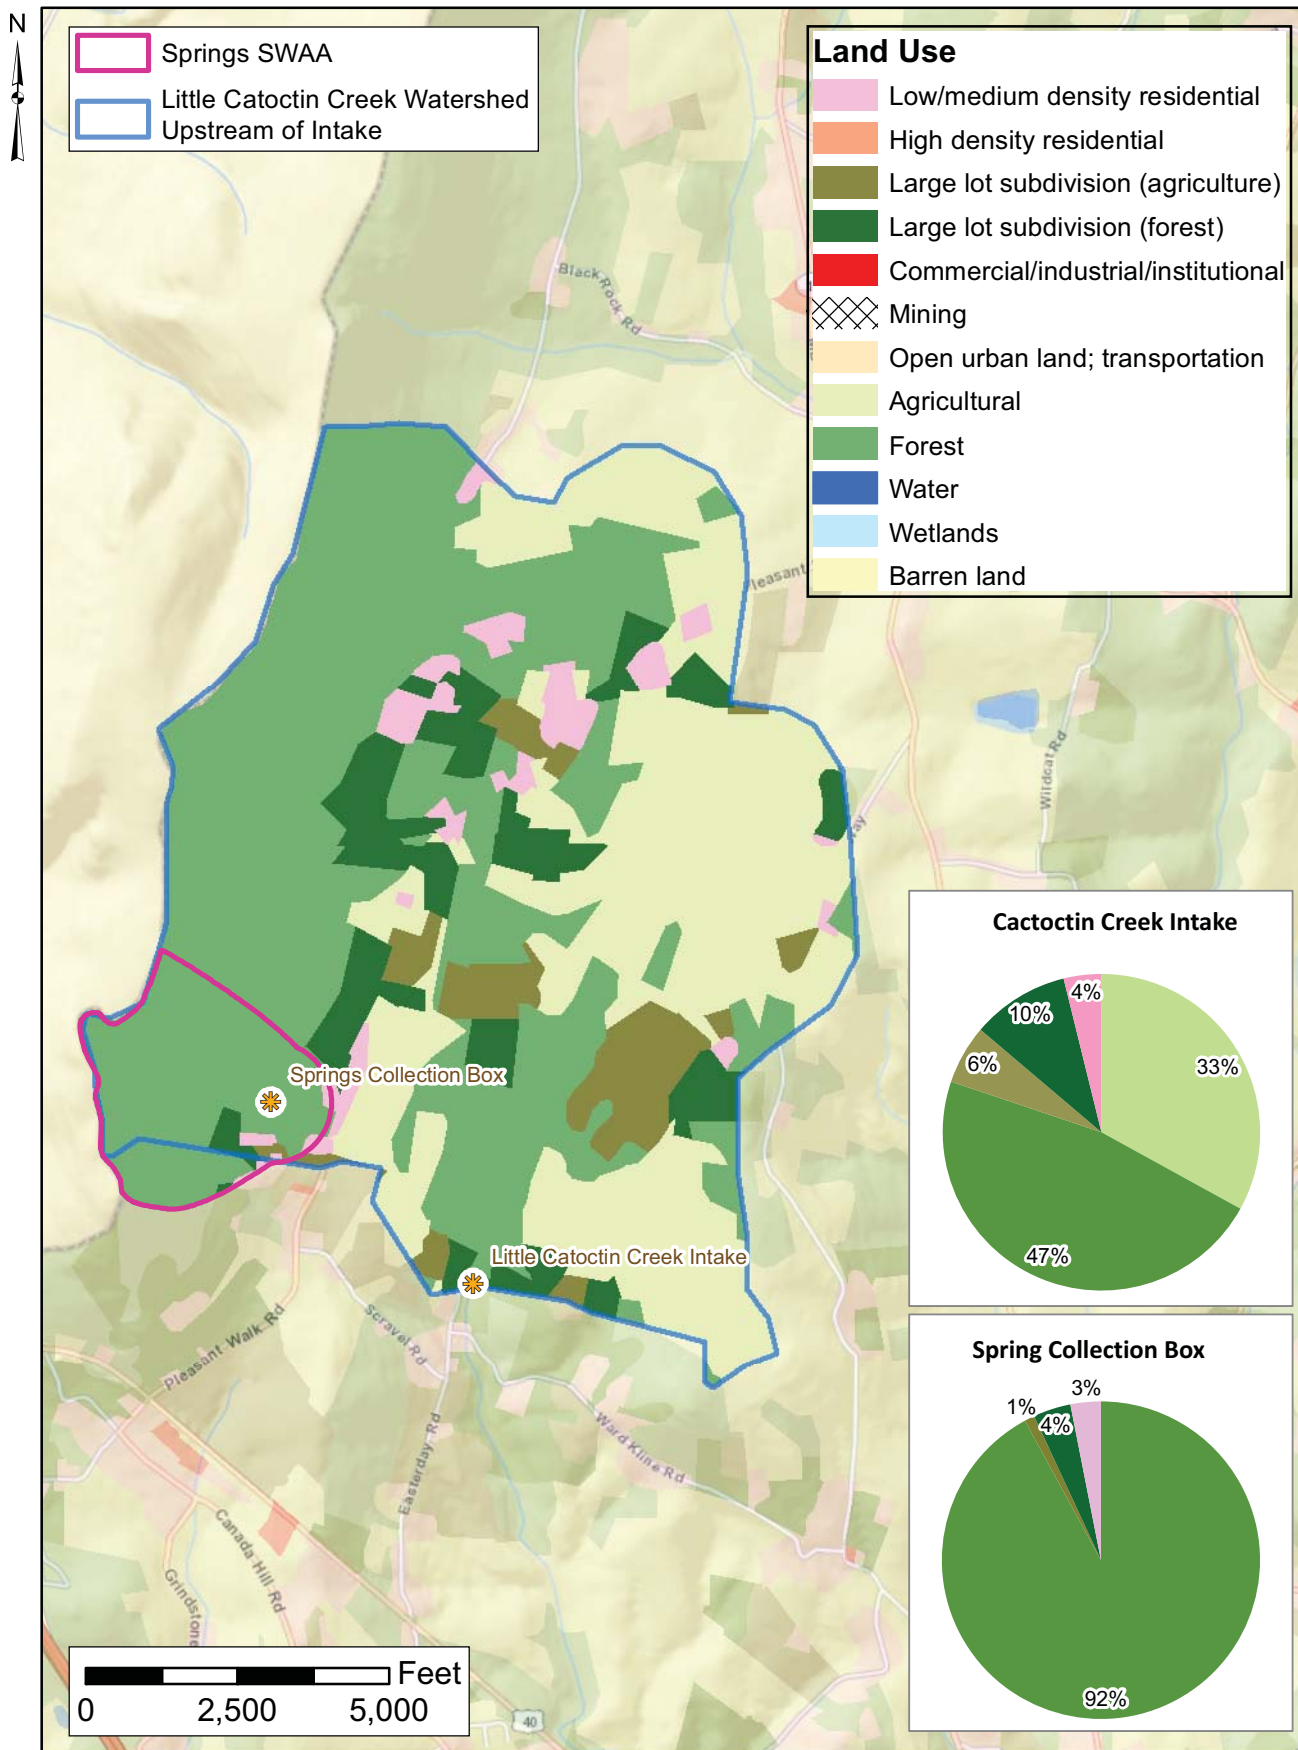 N
Springs SWAA
Little Catoctin Creek Watershed
Upstream of Intake
Land Use
Low/medium density residential
High density residential
Large lot subdivision (agriculture)
Large lot subdivision (forest)
Commercial/industrial/institutional
Mining
Open urban land; transportation
Agricultural
Forest
Water
Wetlands
Barren land
Black Rock Rd
Pleasant
Wildcat Rd
Way
Springs Collection Box
Little Catoctin Creek Intake
Pleasant Walk Rd
Scravel Rd
Easterday Rd
Ward Kline Rd
Canada Hill Rd
Grindstone
40
Cactoctin Creek Intake
4%
10%
6%
33%
47%
Spring Collection Box
3%
1%
4%
92%
Feet
0 2,500 5,000